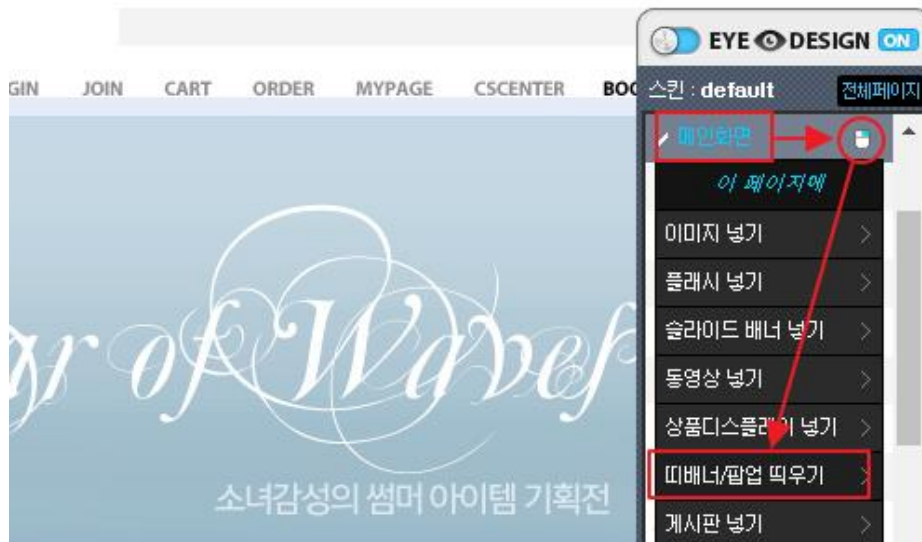 EYE DESIGN ON
GIN JOIN CART ORDER MYPAGE CSCENTER BOO
스킨 : default 전체페이지
메인화면
이 페이지에
이미지 넣기
플래시 넣기
슬라이드 배너 넣기
동영상 넣기
상품디스플레이 넣기
띠배너/팝업 띄우기
게시판 넣기
ar of Waves
소녀감성의 썸머 아이템 기획전